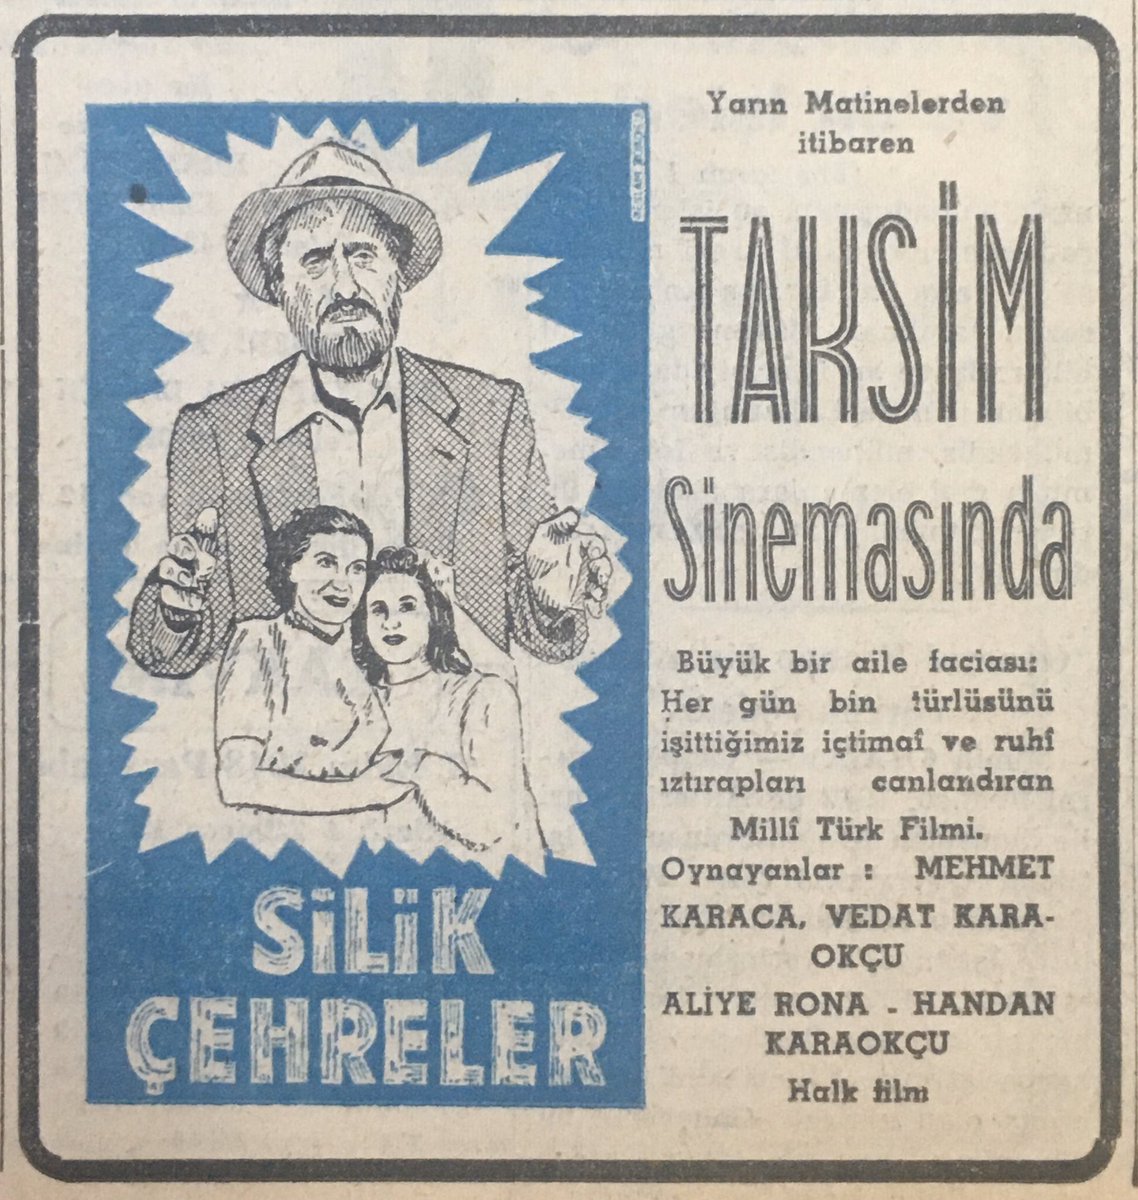 Yarın Matinelerden
itibaren
TAKSİM
Sinemasında
Büyük bir aile faciası:
Her gün bin türlüsünü
işittiğimiz içtimaî ve ruhî
ıztırapları canlandıran
Millî Türk Filmi.
Oynayanlar : MEHMET
KARACA, VEDAT KARA-
OKÇU
ALİYE RONA - HANDAN
KARAOKÇU
Halk film
SİLİK
ÇEHRELER